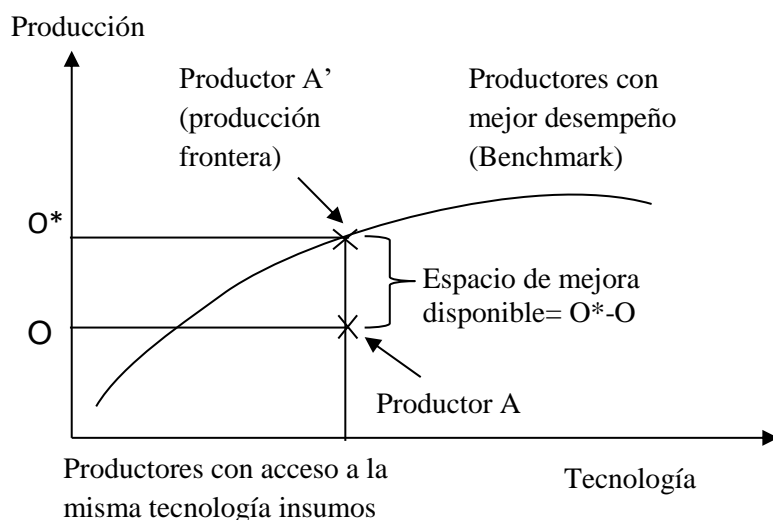 Producción
Productor A’
(producción
frontera)
Productores con
mejor desempeño
(Benchmark)
O*
Espacio de mejora
disponible= O*-O
O
Productor A
Productores con acceso a la
misma tecnología insumos
Tecnología